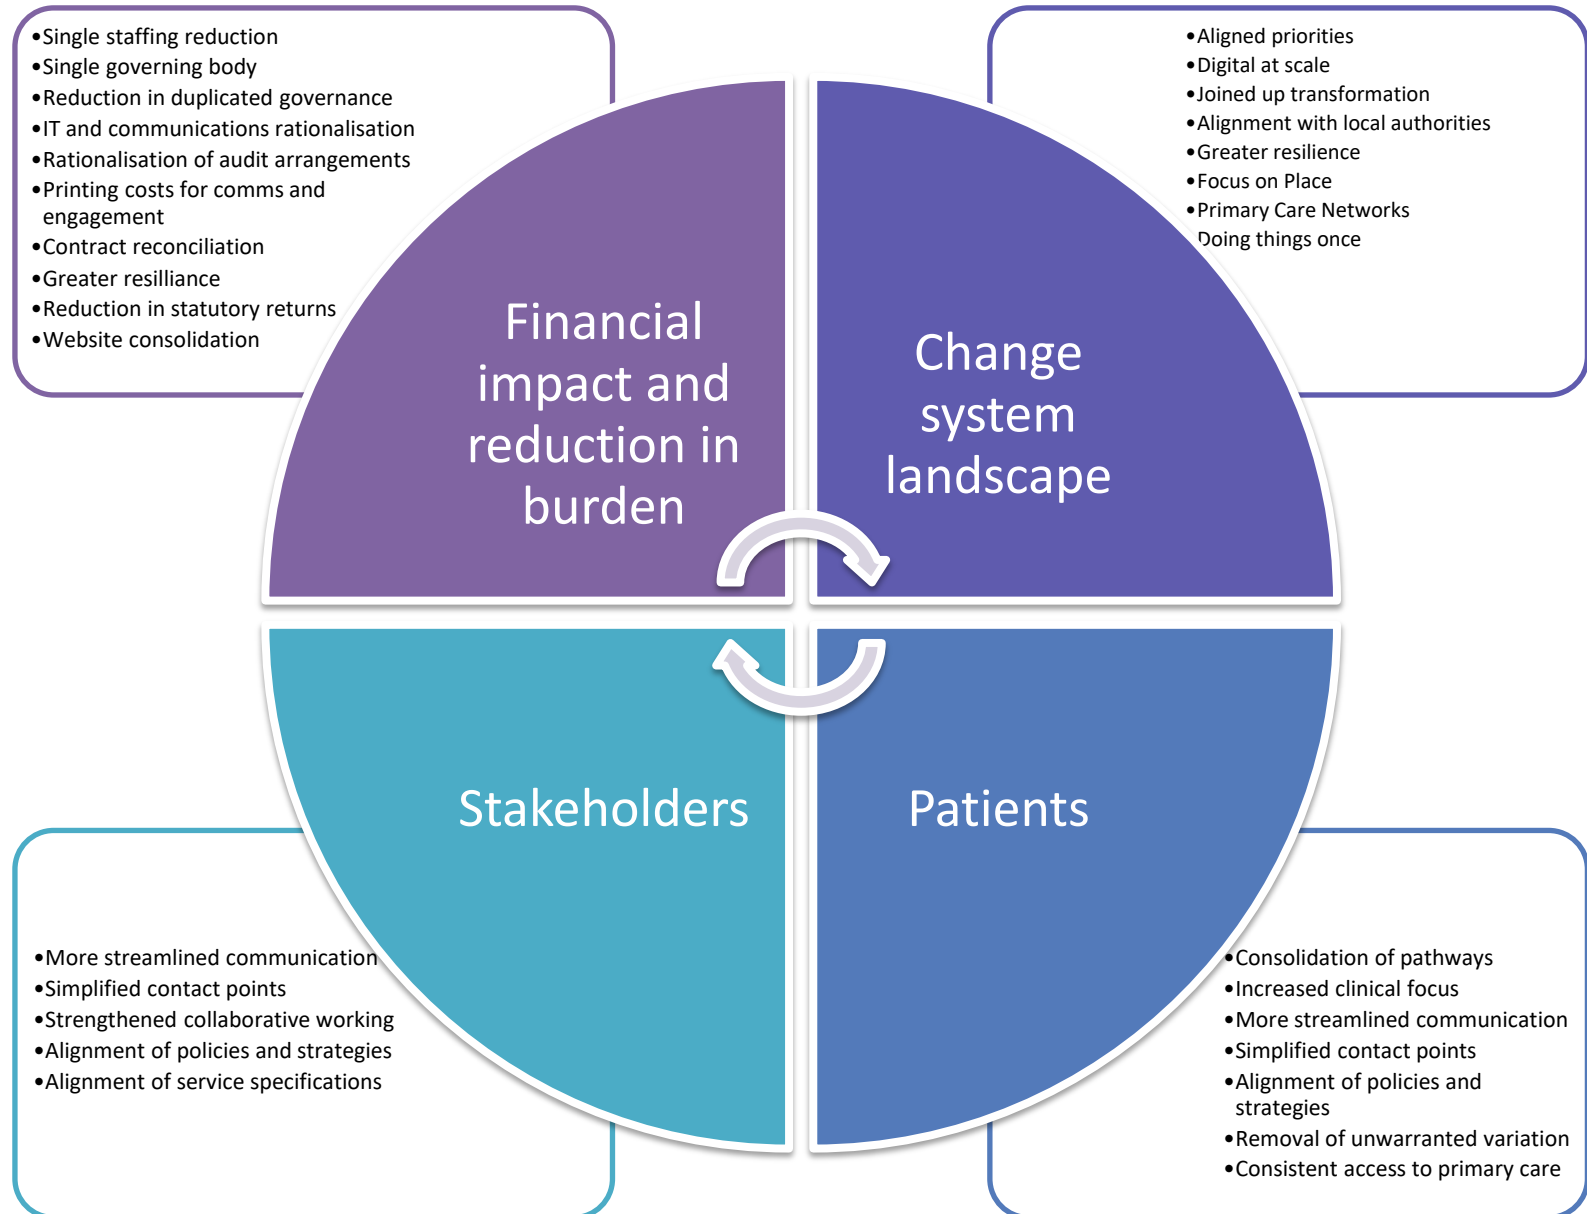 •Single staffing reduction
•Single governing body
•Reduction in duplicated governance
•IT and communications rationalisation
•Rationalisation of audit arrangements
•Printing costs for comms and
engagement
•Contract reconciliation
•Greater resilliance
•Reduction in statutory returns
•Website consolidation
•Aligned priorities
•Digital at scale
•Joined up transformation
•Alignment with local authorities
•Greater resilience
•Focus on Place
•Primary Care Networks
•Doing things once
Financial
impact and
reduction in
burden
Change
system
landscape
Stakeholders
Patients
•More streamlined communication
•Simplified contact points
•Strengthened collaborative working
•Alignment of policies and strategies
•Alignment of service specifications
•Consolidation of pathways
•Increased clinical focus
•More streamlined communication
•Simplified contact points
•Alignment of policies and
strategies
•Removal of unwarranted variation
•Consistent access to primary care